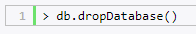 1 > db.dropDatabase()